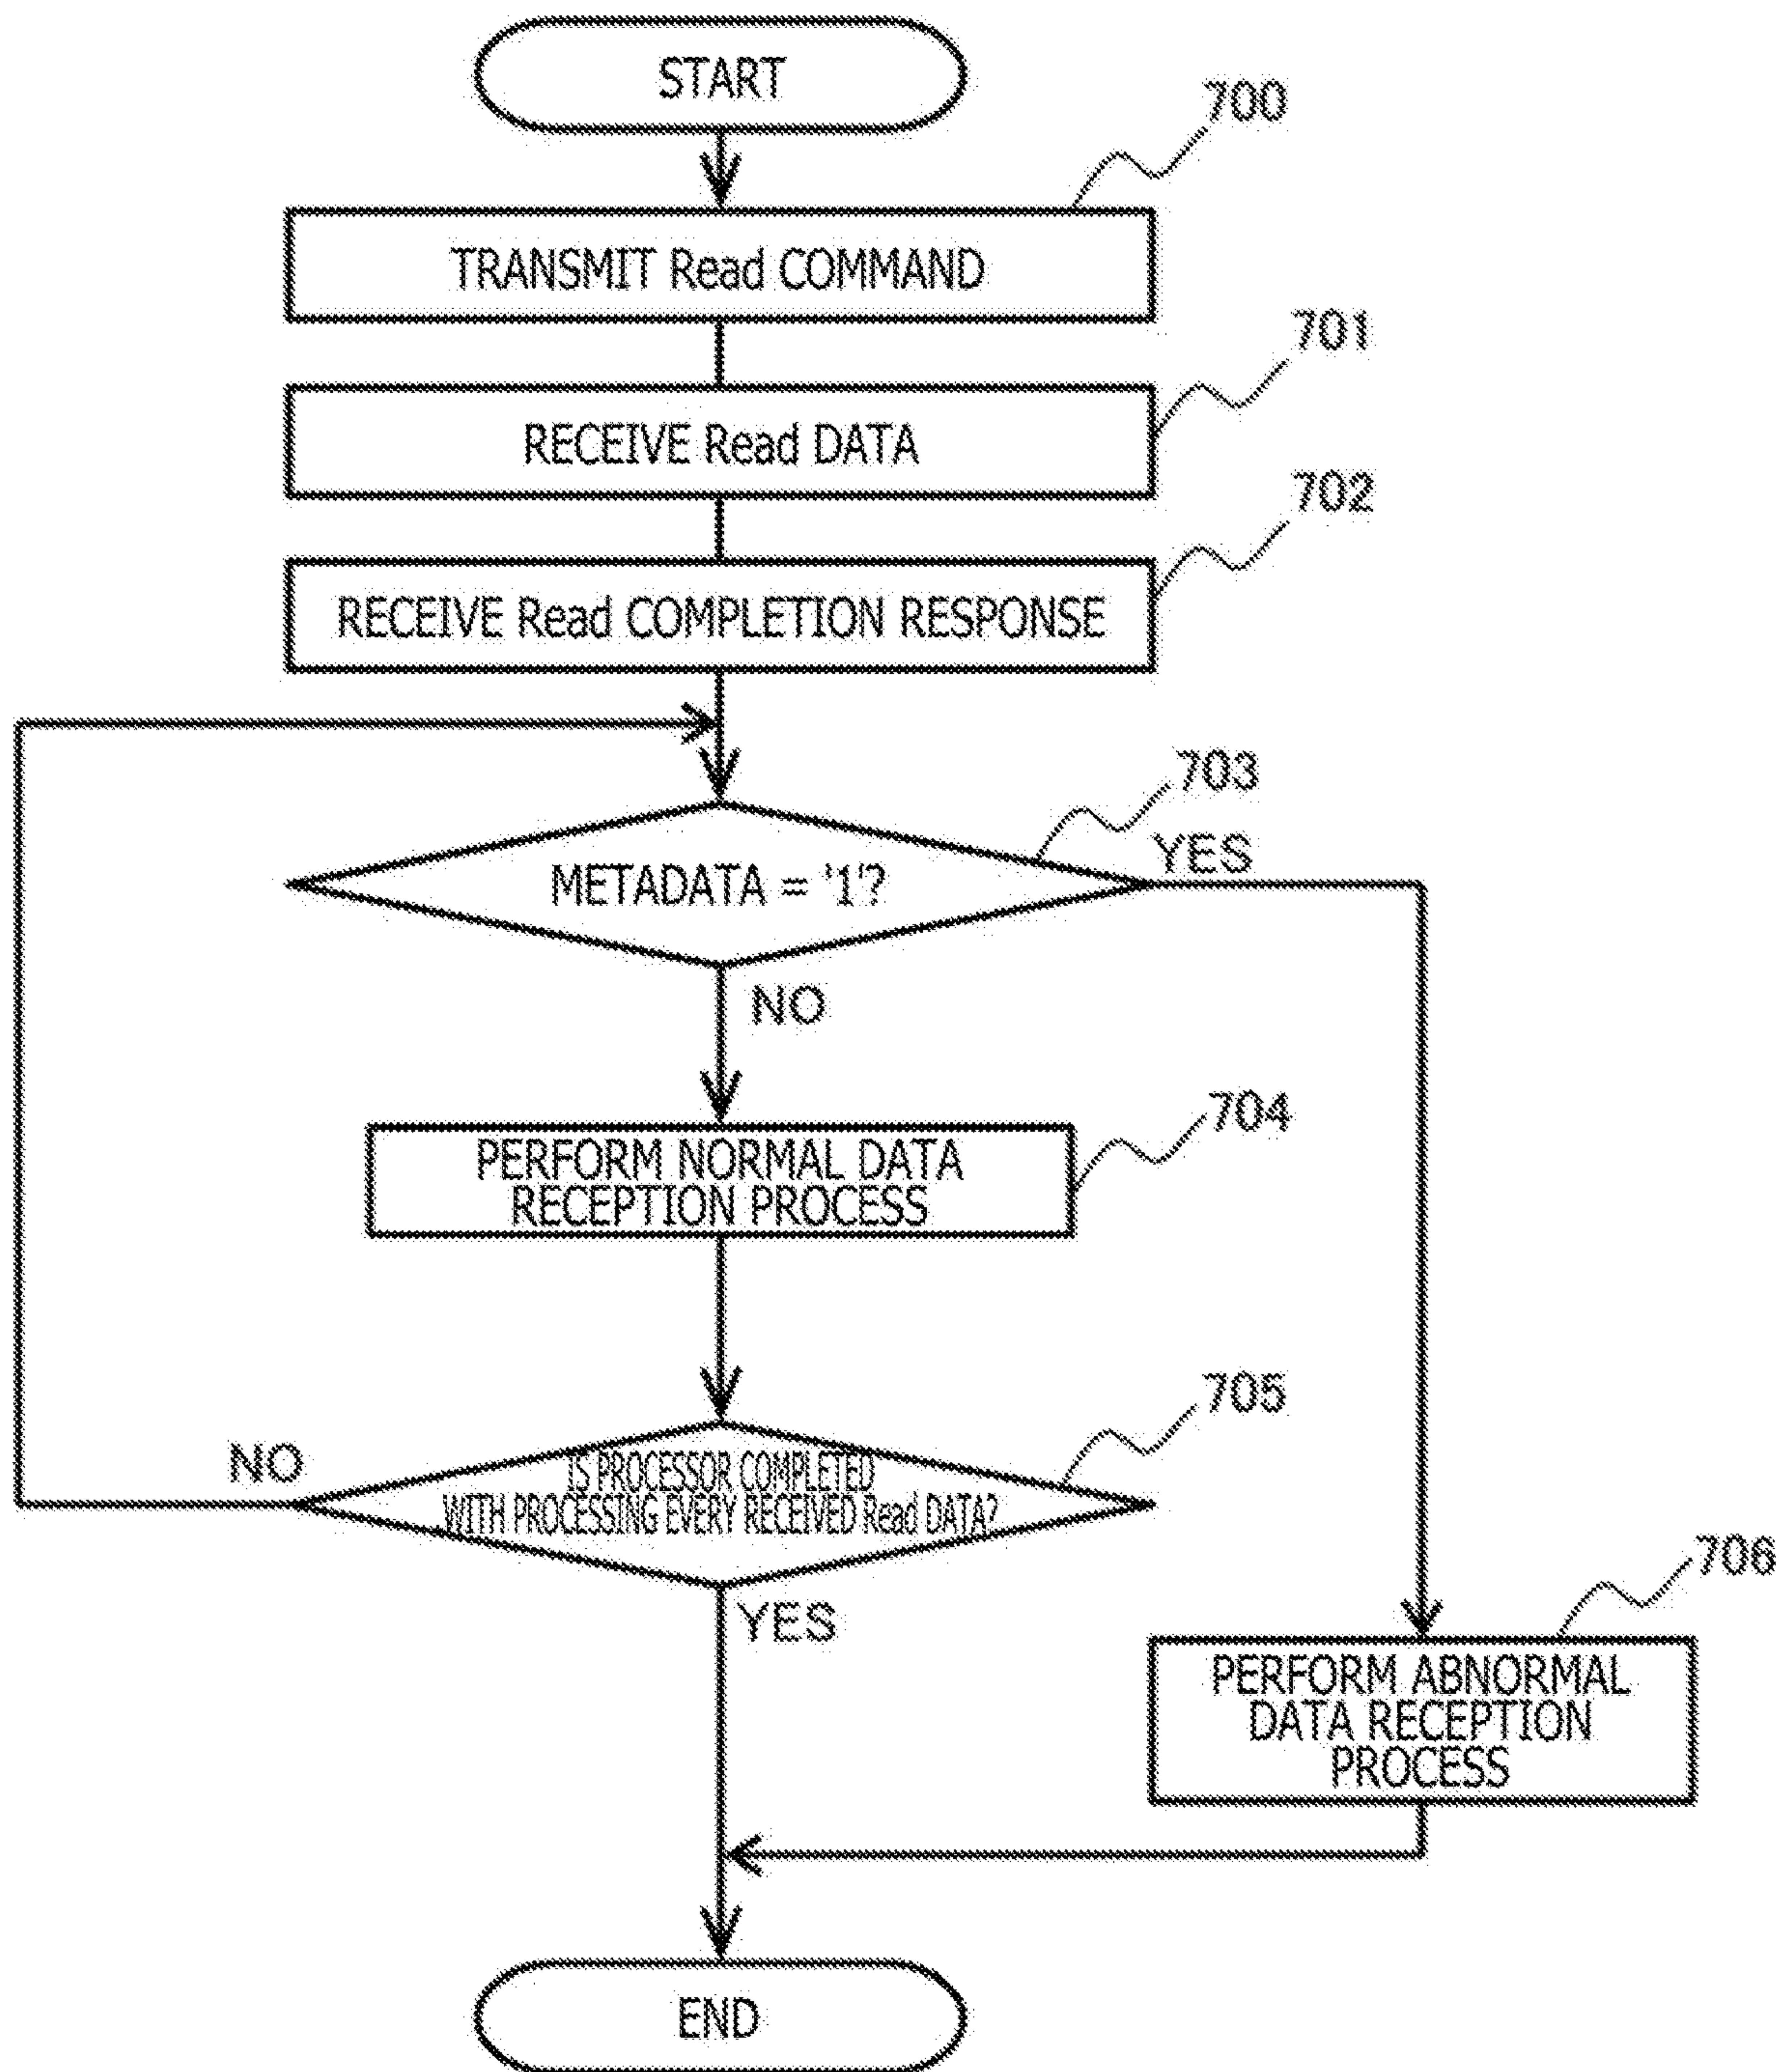 START
700
TRANSMIT Read COMMAND
701
RECEIVE Read DATA
702
RECEIVE Read COMPLETION RESPONSE
703
YES
METADATA = '1'?
NO
704
PERFORM NORMAL DATA
RECEPTION PROCESS
705
NO
IS PROCESSOR COMPLETED
WITH PROCESSING EVERY RECEIVED Read DATA?
YES
706
PERFORM ABNORMAL
DATA RECEPTION
PROCESS
END